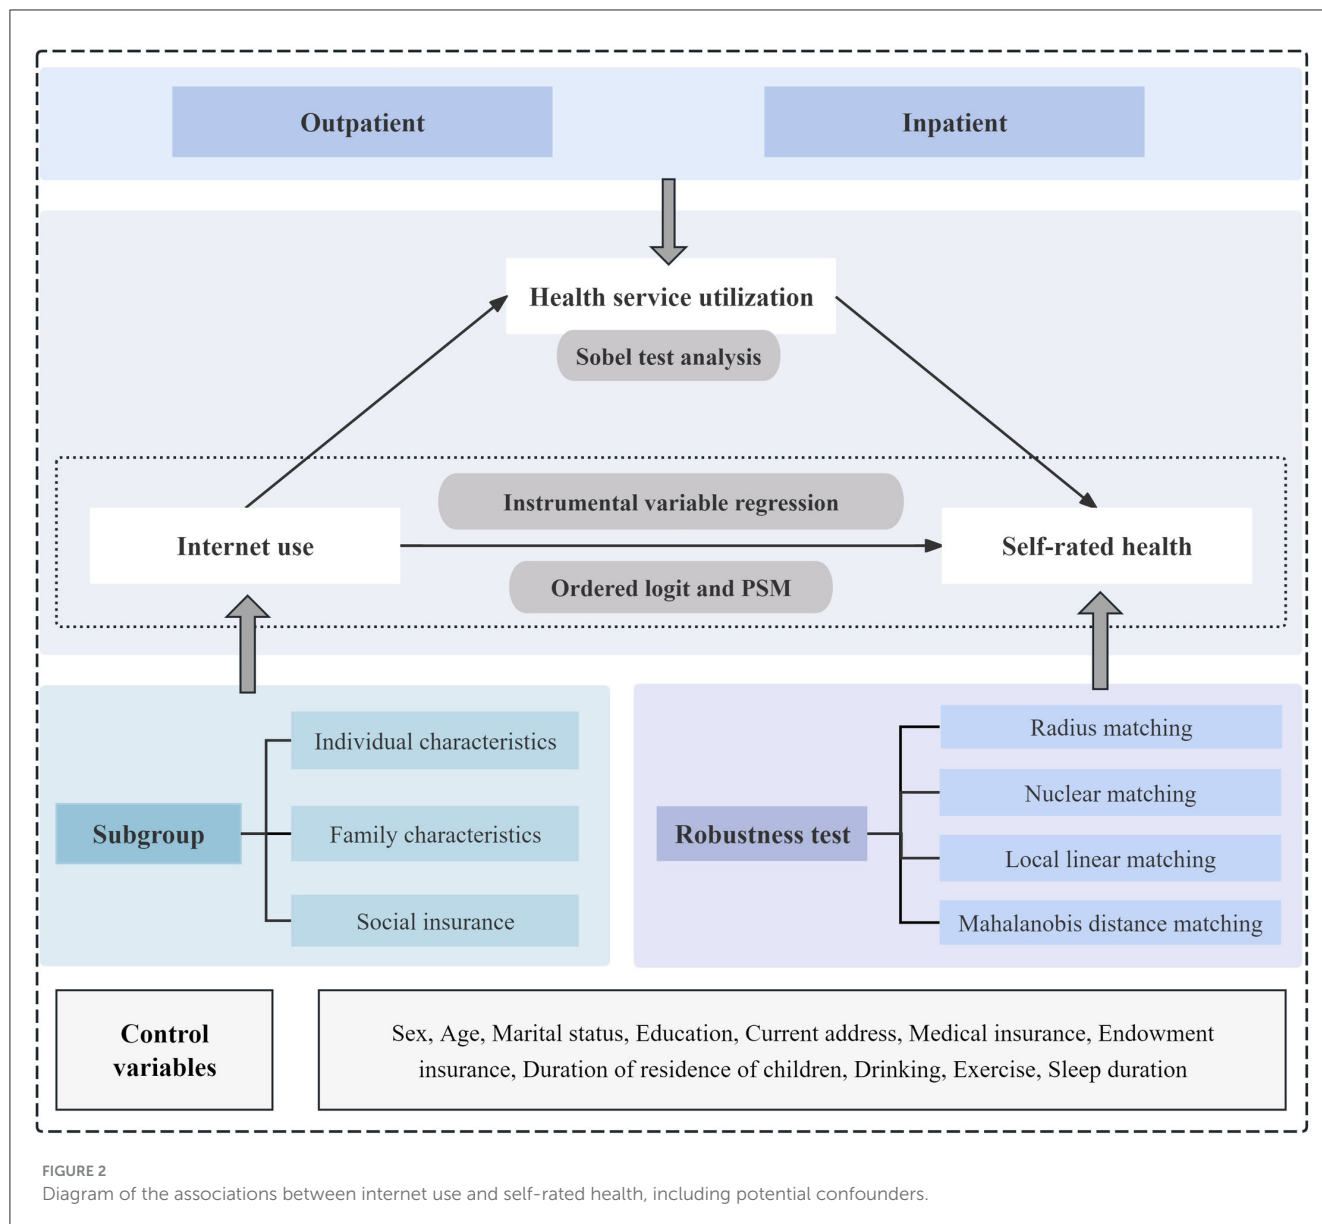 Outpatient
Inpatient
Health service utilization
Sobel test analysis
Instrumental variable regression
Internet use
Self-rated health
Ordered logit and PSM
Subgroup
Individual characteristics
Family characteristics
Social insurance
Robustness test
Radius matching
Nuclear matching
Local linear matching
Mahalanobis distance matching
Control
variables
Sex, Age, Marital status, Education, Current address, Medical insurance, Endowment
insurance, Duration of residence of children, Drinking, Exercise, Sleep duration
FIGURE 2
Diagram of the associations between internet use and self-rated health, including potential confounders.